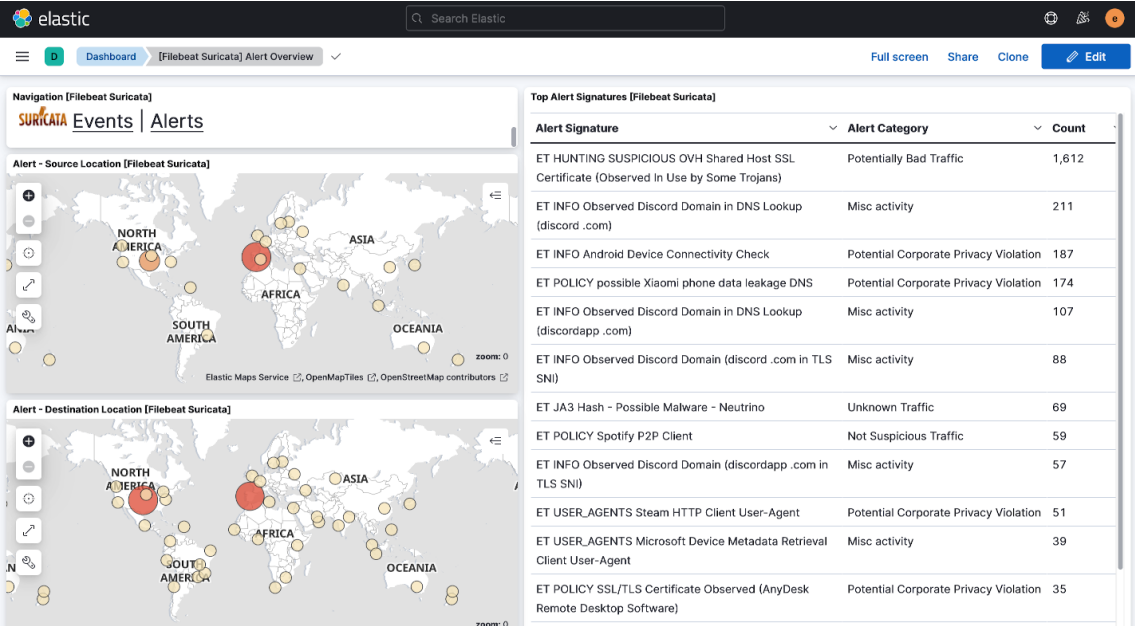 elastic
Search Elastic
e
D
Dashboard
[Filebeat Suricata] Alert Overview
Full screen
Share
Clone
Edit
Navigation [Filebeat Suricata]
SURICATA Events | Alerts
Alert - Source Location [Filebeat Suricata]
NORTH
AMERICA
ASIA
AFRICA
SOUTH
AMERICA
OCEANIA
zoom: 0
Elastic Maps Service , OpenMapTiles , OpenStreetMap contributors
Alert - Destination Location [Filebeat Suricata]
NORTH
AMERICA
ASIA
AFRICA
SOUTH
AMERICA
OCEANIA
zoom: 0
Top Alert Signatures [Filebeat Suricata]
Alert Signature Alert Category Count
ET HUNTING SUSPICIOUS OVH Shared Host SSL Potentially Bad Traffic 1,612
Certificate (Observed In Use by Some Trojans)
ET INFO Observed Discord Domain in DNS Lookup Misc activity 211
(discord .com)
ET INFO Android Device Connectivity Check Potential Corporate Privacy Violation 187
ET POLICY possible Xiaomi phone data leakage DNS Potential Corporate Privacy Violation 174
ET INFO Observed Discord Domain in DNS Lookup Misc activity 107
(discordapp .com)
ET INFO Observed Discord Domain (discord .com in TLS Misc activity 88
SNI)
ET JA3 Hash - Possible Malware - Neutrino Unknown Traffic 69
ET POLICY Spotify P2P Client Not Suspicious Traffic 59
ET INFO Observed Discord Domain (discordapp .com in Misc activity 57
TLS SNI)
ET USER_AGENTS Steam HTTP Client User-Agent Potential Corporate Privacy Violation 51
ET USER_AGENTS Microsoft Device Metadata Retrieval Misc activity 39
Client User-Agent
ET POLICY SSL/TLS Certificate Observed (AnyDesk Potential Corporate Privacy Violation 35
Remote Desktop Software)